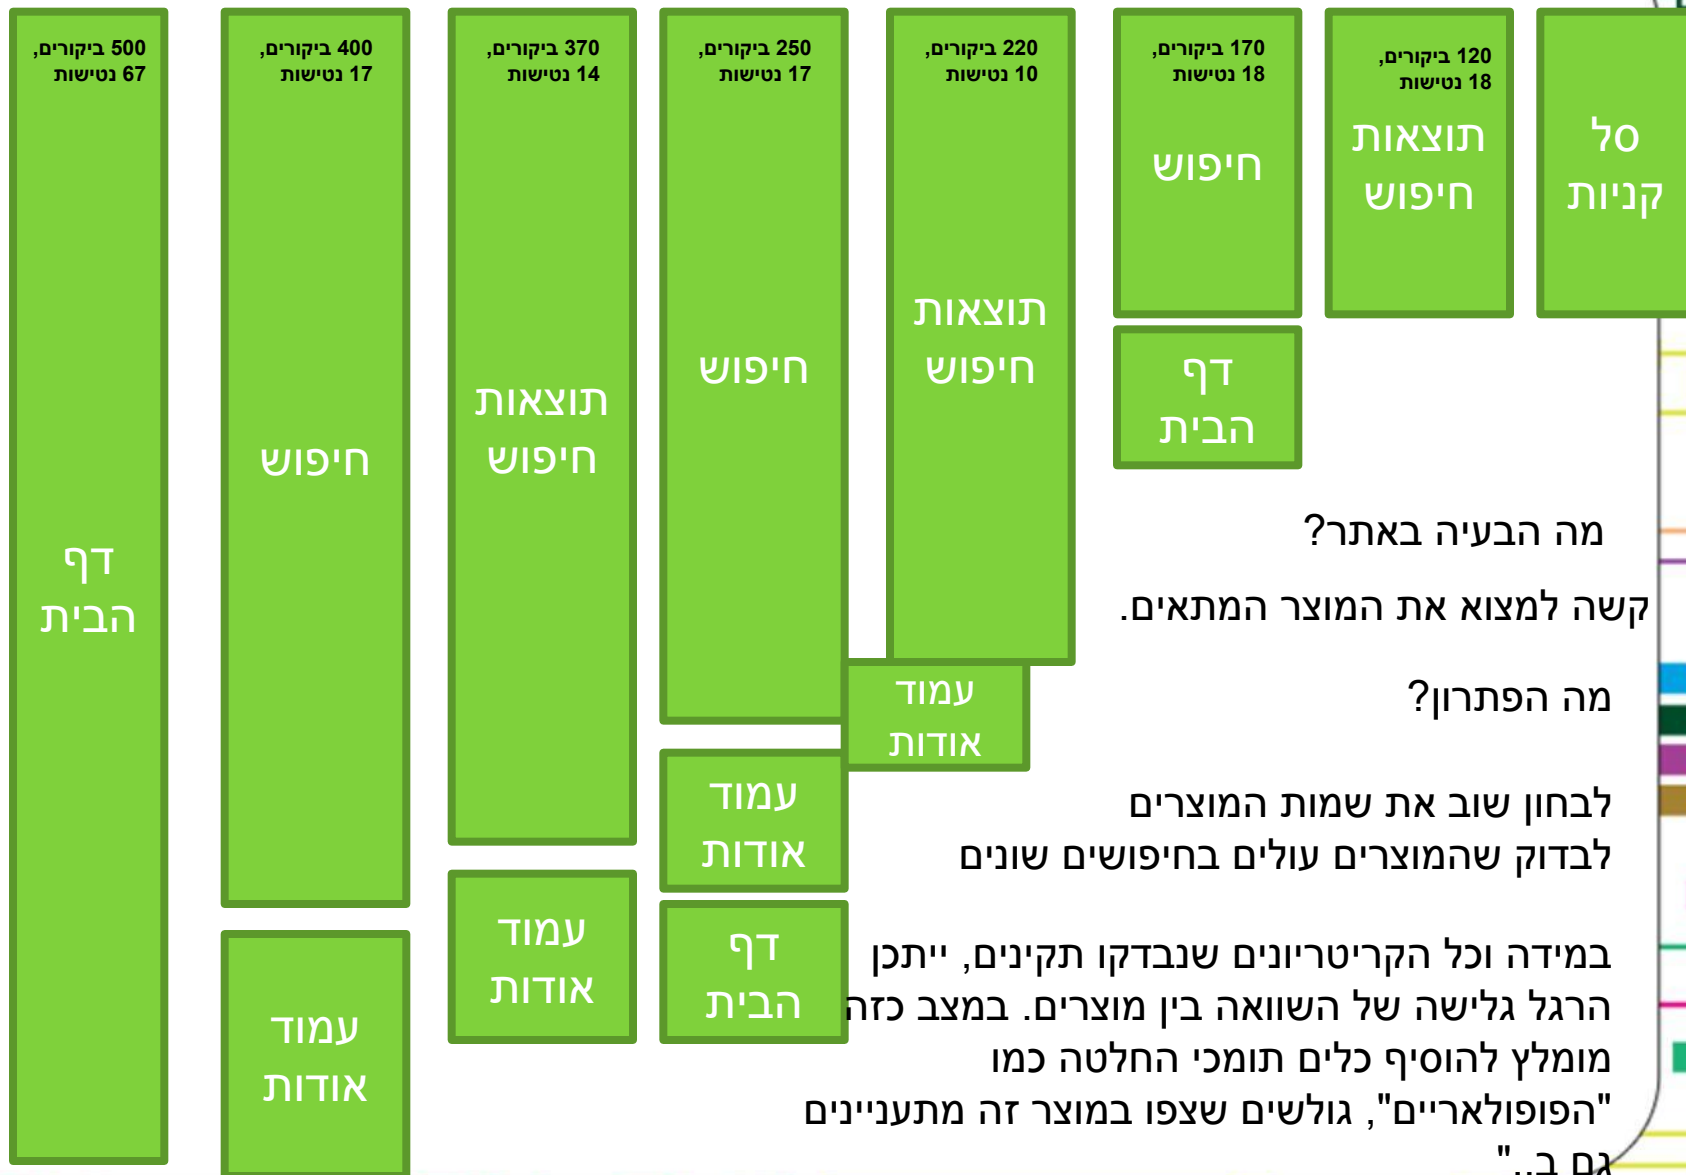 500 ביקורים,
67 נטישות
דף
הבית
400 ביקורים,
17 נטישות
חיפוש
עמוד
אודות
370 ביקורים,
14 נטישות
תוצאות
חיפוש
עמוד
אודות
250 ביקורים,
17 נטישות
חיפוש
עמוד
אודות
דף
הבית
220 ביקורים,
10 נטישות
תוצאות
חיפוש
עמוד
אודות
170 ביקורים,
18 נטישות
חיפוש
דף
הבית
120 ביקורים,
18 נטישות
תוצאות
חיפוש
סל
קניות
מה הבעיה באתר?
קשה למצוא את המוצר המתאים.
מה הפתרון?
לבחון שוב את שמות המוצרים
לבדוק שהמוצרים עולים בחיפושים שונים
במידה וכל הקריטריונים שנבדקו תקינים, ייתכן
הרגל גלישה של השוואה בין מוצרים. במצב כזה
מומלץ להוסיף כלים תומכי החלטה כמו
"הפופולאריים", גולשים שצפו במוצר זה מתעניינים
גם ב.."